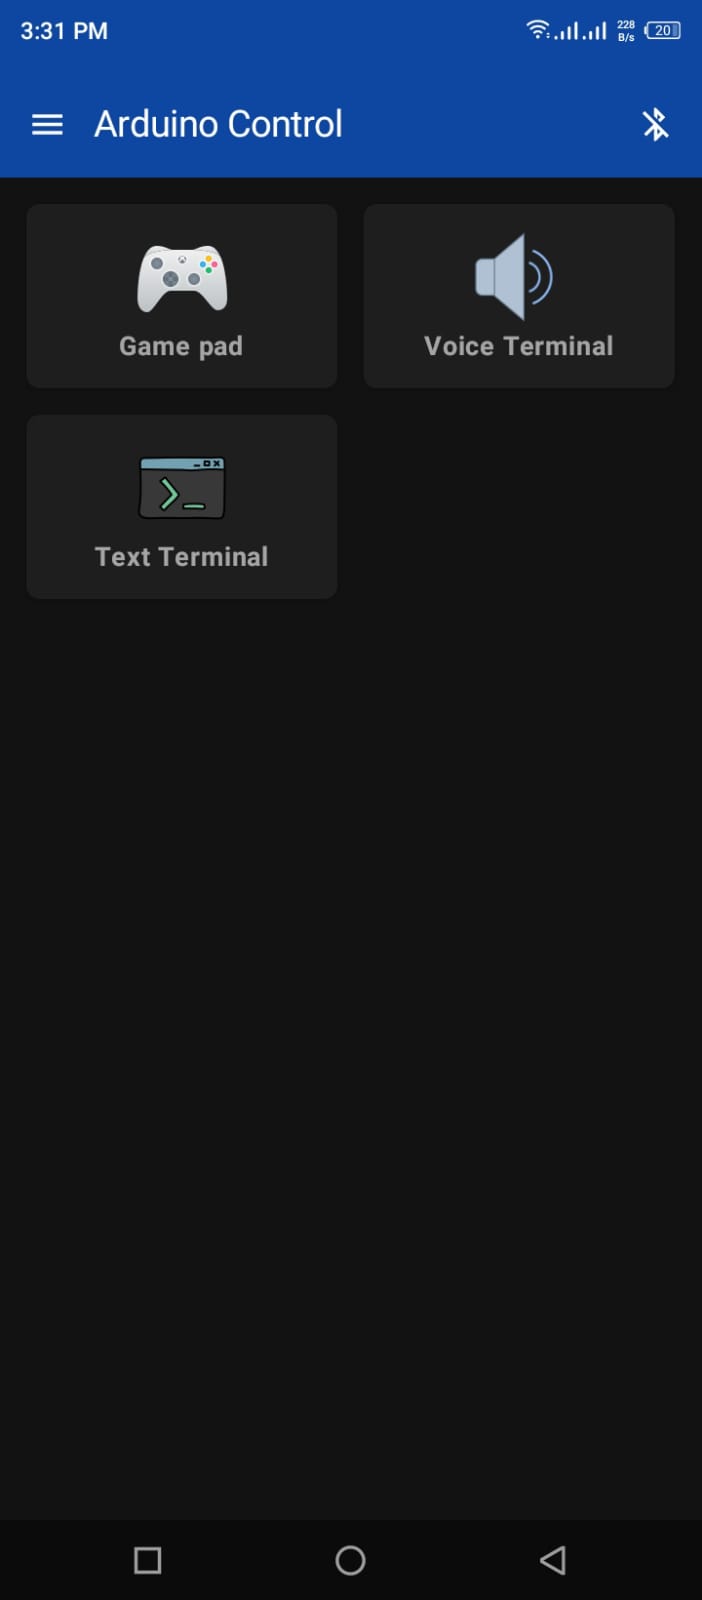 3:31 PM
228
B/s
20
Arduino Control
Game pad
Voice Terminal
Text Terminal